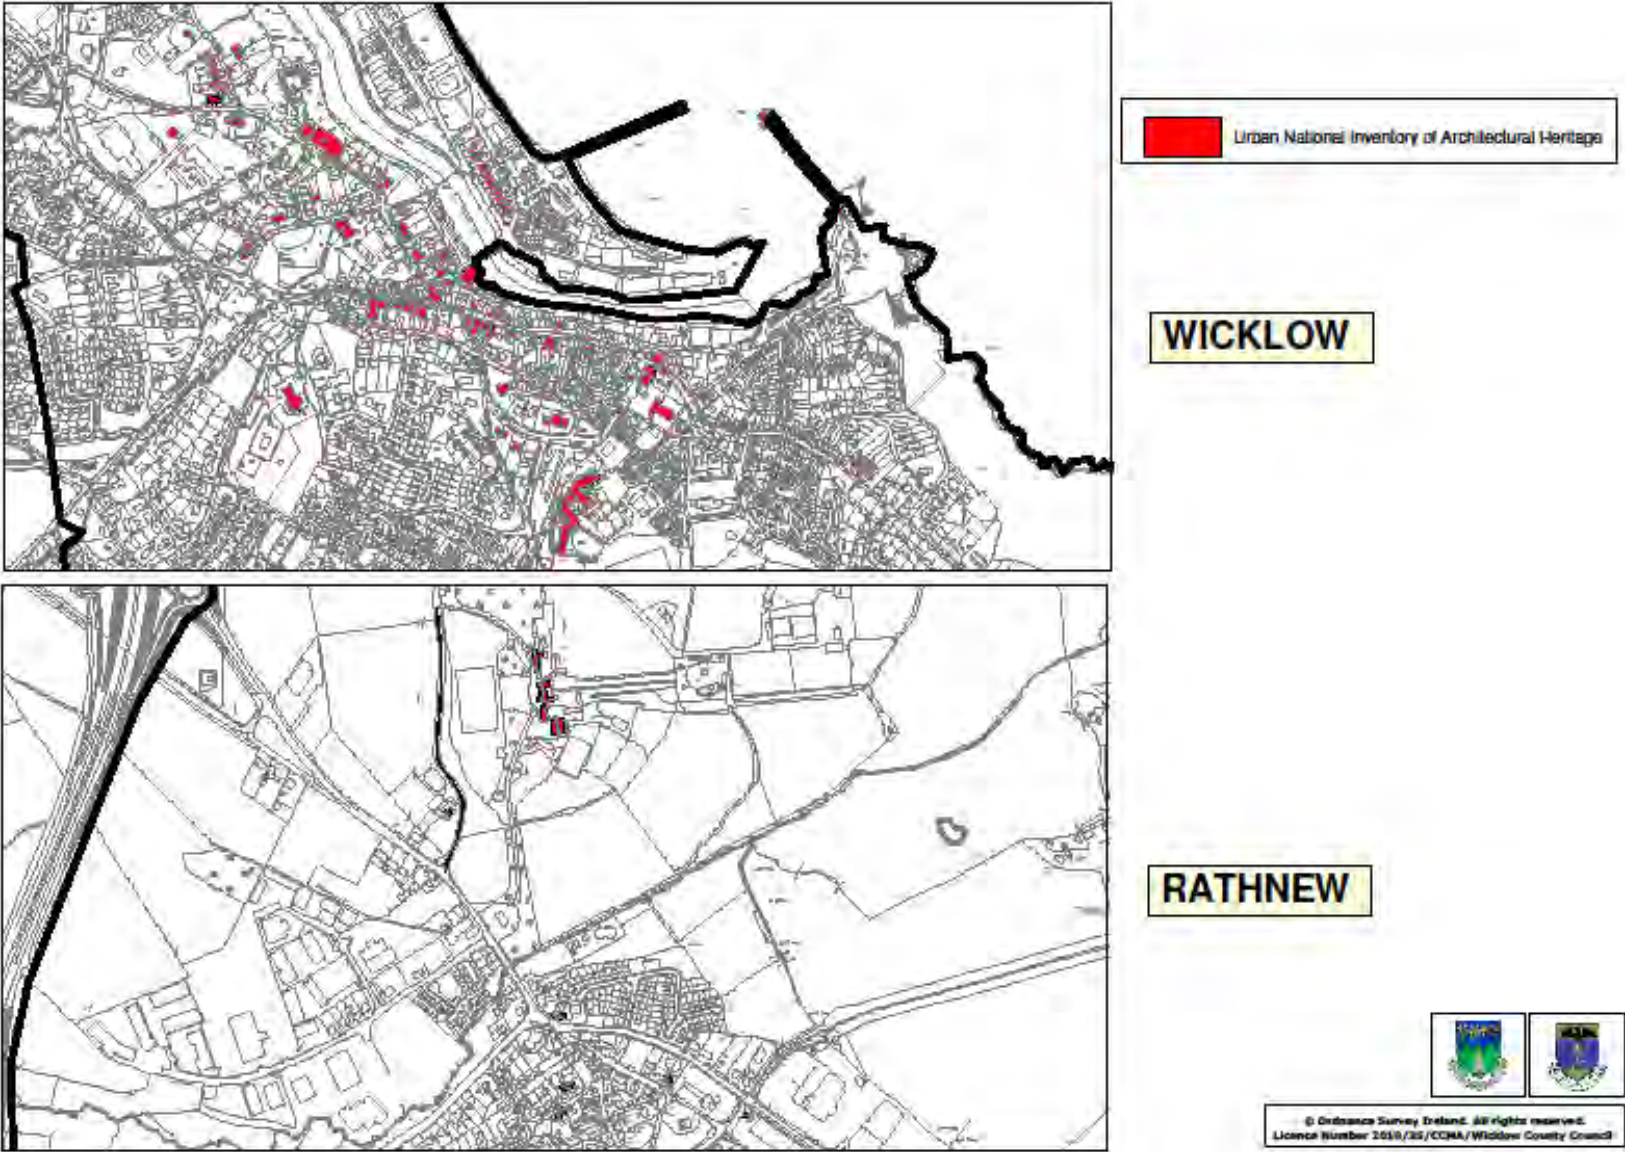 Urban National Inventory of Architectural Heritage
WICKLOW
RATHNEW
© Ordnance Survey Ireland. All rights reserved.
Licence Number 2010/35/CCMA/Wicklow County Council